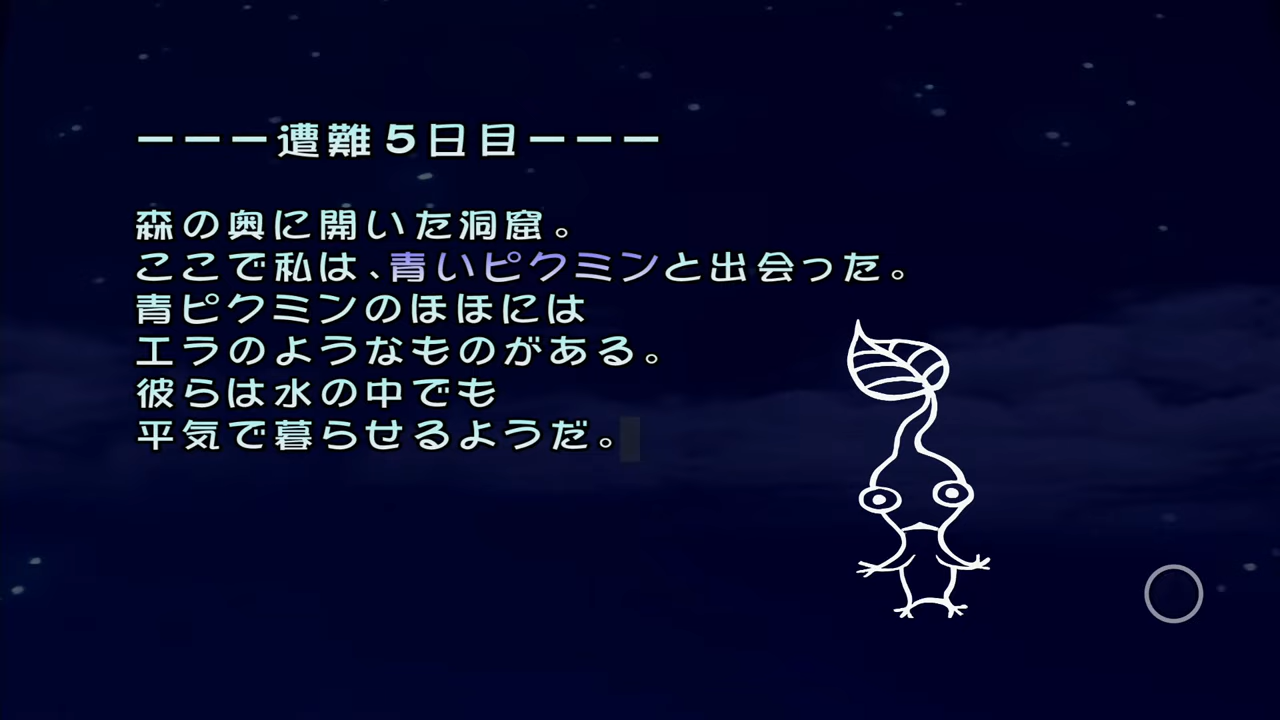 ーーー遭難５日目ーーー
森の奥に開いた洞窟。
ここで私は、青いピクミンと出会った。
青ピクミンのほほには
エラのようなものがある。
彼らは水の中でも
平気で暮らせるようだ。